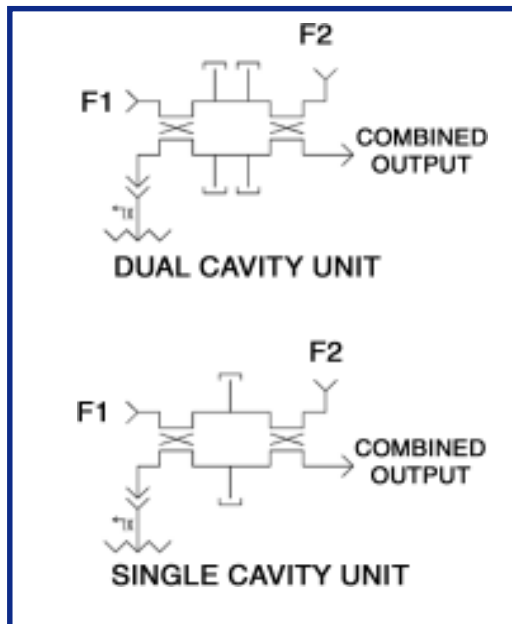 F2
F1
COMBINED
OUTPUT
DUAL CAVITY UNIT
F2
F1
COMBINED
OUTPUT
SINGLE CAVITY UNIT